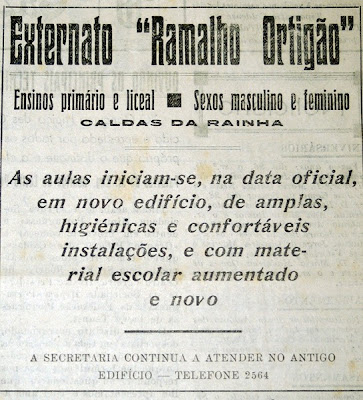 Externato "Ramalho Ortigão"
Ensinos primário e liceal ■ Sexos masculino e feminino
CALDAS DA RAINHA
As aulas iniciam-se, na data oficial,
em novo edifício, de amplas,
higiénicas e confortáveis
instalações, e com mate-
rial escolar aumentado
e novo
A SECRETARIA CONTINUA A ATENDER NO ANTIGO
EDIFÍCIO — TELEFONE 2564